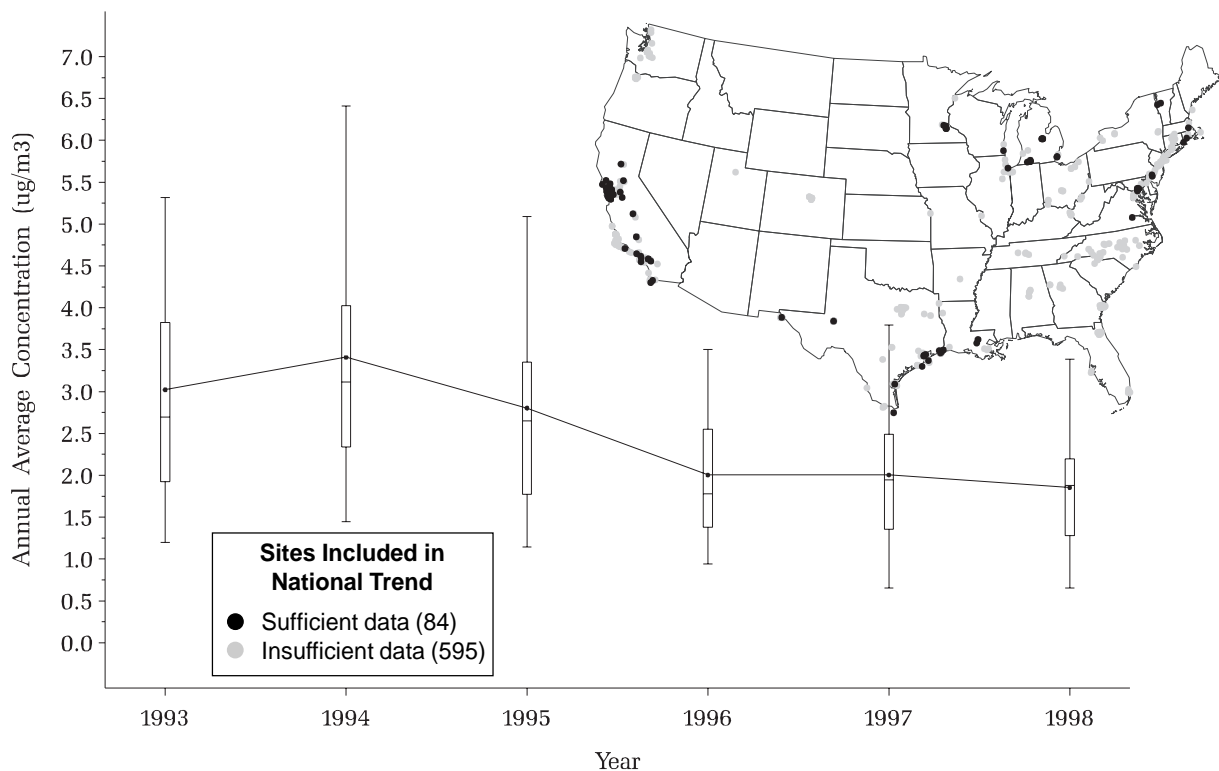 Annual Average Concentration (ug/m3)
7.0
6.5
6.0
5.5
5.0
4.5
4.0
3.5
3.0
2.5
2.0
1.5
1.0
0.5
0.0
Sites Included in
National Trend
Sufficient data (84)
Insufficient data (595)
1993 1994 1995 1996 1997 1998
Year